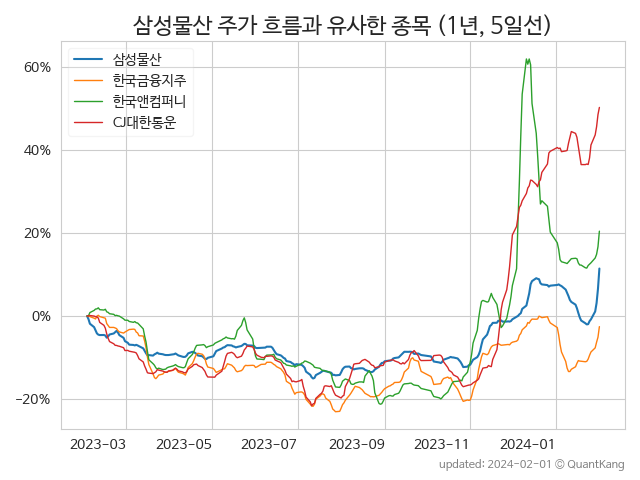 삼성물산 주가 흐름과 유사한 종목 (1년, 5일선)
삼성물산
한국금융지주
한국앤컴퍼니
CJ대한통운
60%
40%
20%
0%
−20%
2023-03 2023-05 2023-07 2023-09 2023-11 2024-01
updated: 2024-02-01 © QuantKang